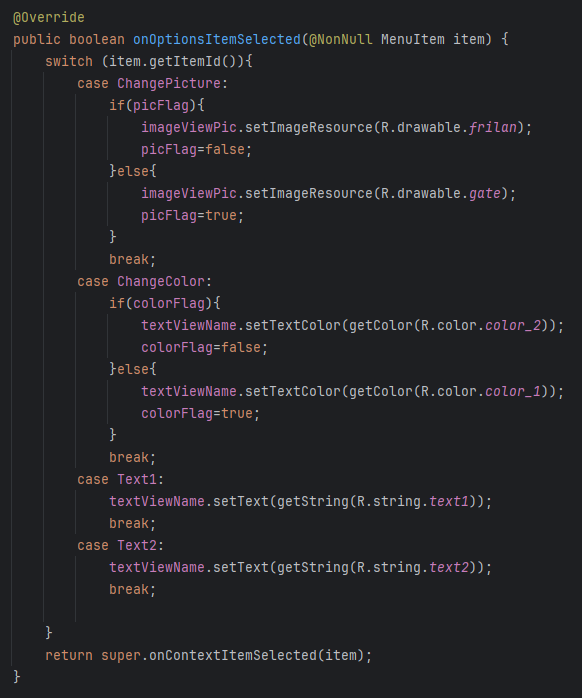 @Override
public boolean onOptionsItemSelected(@NonNull MenuItem item) {
    switch (item.getItemId()){
        case ChangePicture:
            if(picFlag){
                imageViewPic.setImageResource(R.drawable.frilan);
                picFlag=false;
            }else{
                imageViewPic.setImageResource(R.drawable.gate);
                picFlag=true;
            }
            break;
        case ChangeColor:
            if(colorFlag){
                textViewName.setTextColor(getColor(R.color.color_2));
                colorFlag=false;
            }else{
                textViewName.setTextColor(getColor(R.color.color_1));
                colorFlag=true;
            }
            break;
        case Text1:
            textViewName.setText(getString(R.string.text1));
            break;
        case Text2:
            textViewName.setText(getString(R.string.text2));
            break;

    }
    return super.onContextItemSelected(item);
}